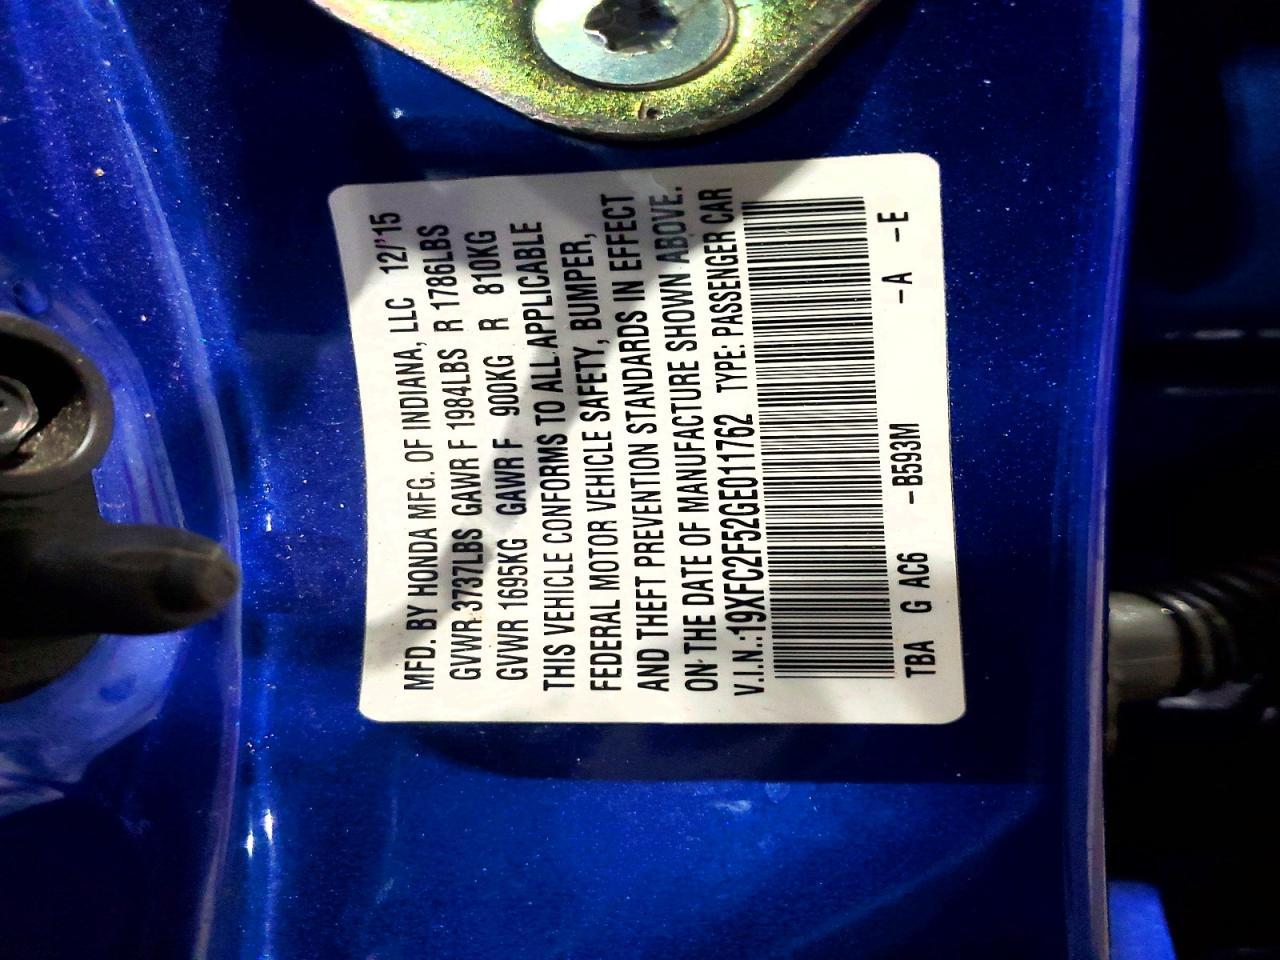 MFD. BY HONDA MFG. OF INDIANA, LLC 12/'15
GVWR 3737LBS GAWR F 1984LBS R 1786LBS
GVWR 1695KG GAWR F 900KG R 810KG
THIS VEHICLE CONFORMS TO ALL APPLICABLE
FEDERAL MOTOR VEHICLE SAFETY, BUMPER,
AND THEFT PREVENTION STANDARDS IN EFFECT
ON THE DATE OF MANUFACTURE SHOWN ABOVE.
V.I.N.:19XFC2F52GE011762 TYPE: PASSENGER CAR
TBA G AC6 -B593M -A -E